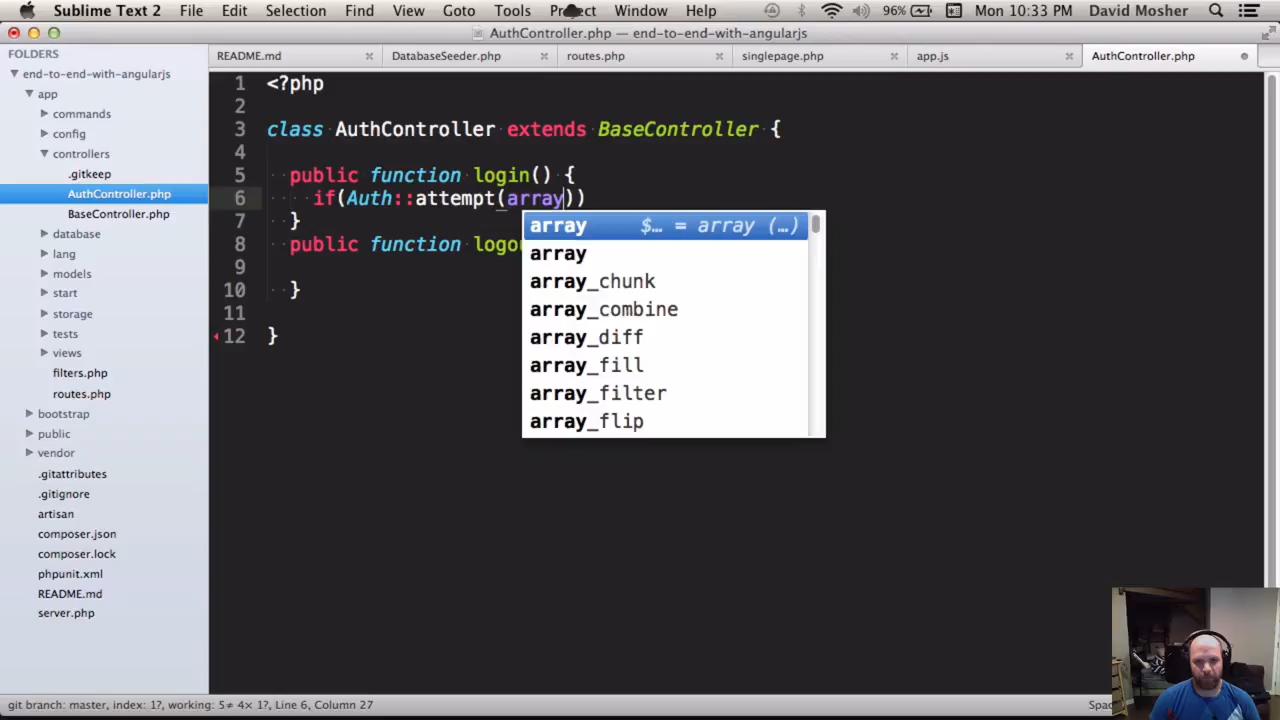 Sublime Text 2 File Edit Selection Find View Goto Tools Project Window Help 96% Mon 10:33 PM David Mosher
AuthController.php — end-to-end-with-angularjs
FOLDERS
end-to-end-with-angularjs
app
commands
config
controllers
.gitkeep
AuthController.php
BaseController.php
database
lang
models
start
storage
tests
views
filters.php
routes.php
bootstrap
public
vendor
.gitattributes
.gitignore
artisan
composer.json
composer.lock
phpunit.xml
README.md
server.php
README.md DatabaseSeeder.php routes.php singlepage.php app.js AuthController.php
1 <?php
2
3 class AuthController extends BaseController {
4
5 public function login() {
6 if(Auth::attempt(array))
7 }
8 public function logou
9
10 }
11
12 }
array $… = array (…)
array
array_chunk
array_combine
array_diff
array_fill
array_filter
array_flip
git branch: master, index: 1?, working: 5≠ 4× 1?, Line 6, Column 27